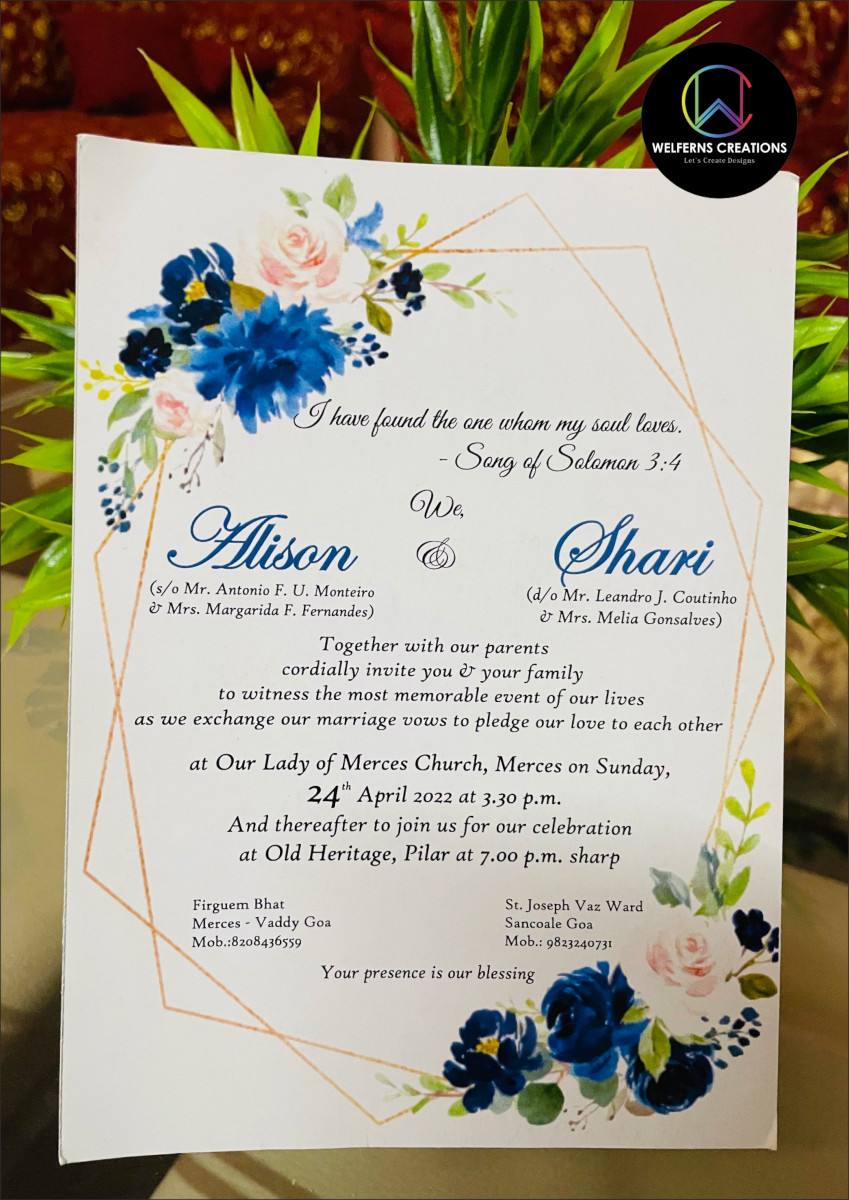 WELFERNS CREATIONS
Let's Create Designs
I have found the one whom my soul loves.
- Song of Solomon 3:4
We,
Alison & Shari
(s/o Mr. Antonio F. U. Monteiro
& Mrs. Margarida F. Fernandes)
(d/o Mr. Leandro J. Coutinho
& Mrs. Melia Gonsalves)
Together with our parents
cordially invite you & your family
to witness the most memorable event of our lives
as we exchange our marriage vows to pledge our love to each other
at Our Lady of Merces Church, Merces on Sunday,
24th April 2022 at 3.30 p.m.
And thereafter to join us for our celebration
at Old Heritage, Pilar at 7.00 p.m. sharp
Firguem Bhat
Merces - Vaddy Goa
Mob.:8208436559
St. Joseph Vaz Ward
Sancoale Goa
Mob.: 9823240731
Your presence is our blessing